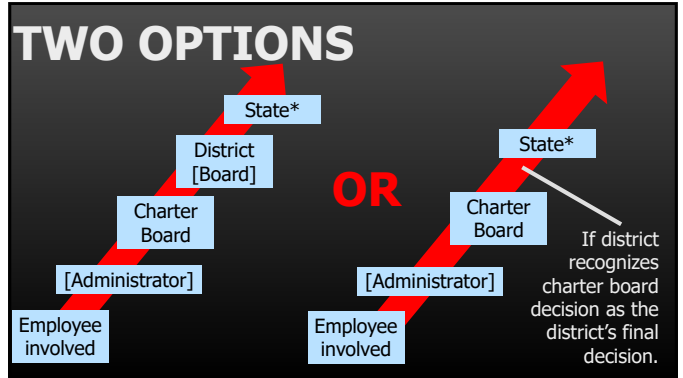 TWO OPTIONS
State*
District
[Board]
Charter
Board
[Administrator]
Employee
involved
OR
State*
Charter
Board
[Administrator]
Employee
involved
If district
recognizes
charter board
decision as the
district’s final
decision.